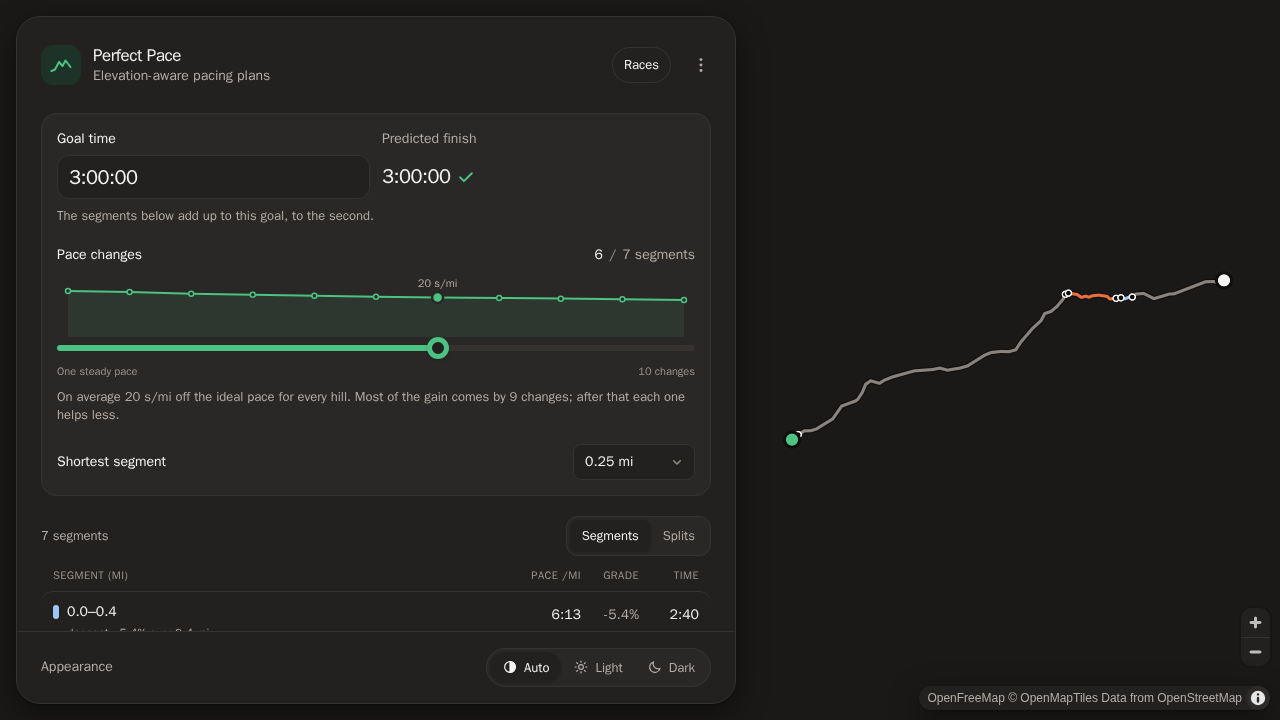 Perfect Pace
Elevation-aware pacing plans
Races
Goal time
Predicted finish
3:00:00
3:00:00
The segments below add up to this goal, to the second.
Pace changes
6 / 7 segments
20 s/mi
One steady pace
10 changes
On average 20 s/mi off the ideal pace for every hill. Most of the gain comes by 9 changes; after that each one
helps less.
Shortest segment
0.25 mi
7 segments
Segments
Splits
SEGMENT (MI)
PACE /MI
GRADE
TIME
0.0–0.4
6:13
-5.4%
2:40
Appearance
Auto
Light
Dark
OpenFreeMap © OpenMapTiles Data from OpenStreetMap